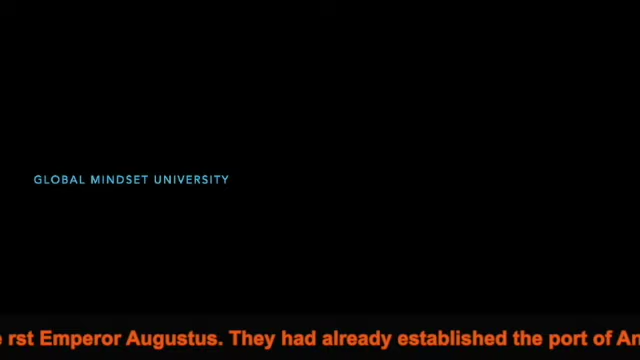 GLOBAL MINDSET UNIVERSITY
rst Emperor Augustus. They had already established the port of